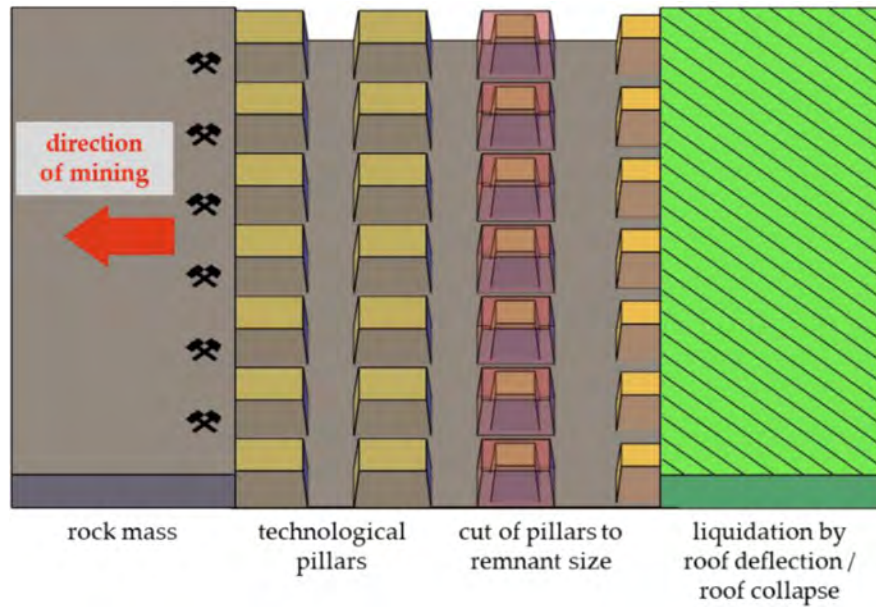 direction
of mining
rock mass
technological
pillars
cut of pillars to
remnant size
liquidation by
roof deflection /
roof collapse